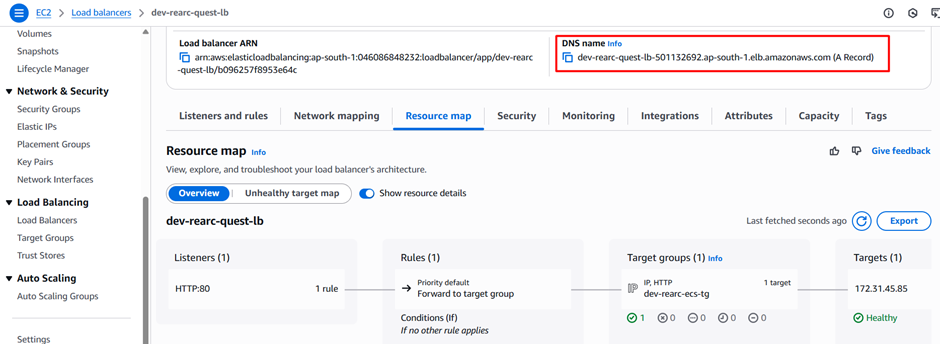 EC2 > Load balancers > dev-rearc-quest-lb
Volumes
Snapshots
Lifecycle Manager
Network & Security
Security Groups
Elastic IPs
Placement Groups
Key Pairs
Network Interfaces
Load Balancing
Load Balancers
Target Groups
Trust Stores
Auto Scaling
Auto Scaling Groups
Settings
Load balancer ARN
arn:aws:elasticloadbalancing:ap-south-1:046086848232:loadbalancer/app/dev-rearc
-quest-lb/b096257f8953e64c
DNS name Info
dev-rearc-quest-lb-501132692.ap-south-1.elb.amazonaws.com (A Record)
Listeners and rules
Network mapping
Resource map
Security
Monitoring
Integrations
Attributes
Capacity
Tags
Resource map Info
Give feedback
View, explore, and troubleshoot your load balancer's architecture.
Overview
Unhealthy target map
Show resource details
dev-rearc-quest-lb
Last fetched seconds ago
Export
Listeners (1)
HTTP:80
1 rule
Rules (1)
Priority default
Forward to target group
Conditions (If)
If no other rule applies
Target groups (1) Info
IP, HTTP
1 target
dev-rearc-ecs-tg
1 0 0 0 0
Targets (1)
172.31.45.85
Healthy